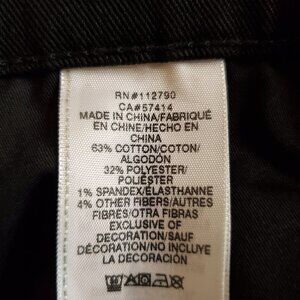 RN#112790
CA#57414
MADE IN CHINA/FABRIQUÉ
EN CHINE/HECHO EN
CHINA
63% COTTON/COTON/
ALGODÓN
32% POLYESTER/
POLIÉSTER
1% SPANDEX/ÉLASTHANNE
4% OTHER FIBERS/AUTRES
FIBRES/OTRA FIBRAS
EXCLUSIVE OF
DECORATION/SAUF
DÉCORATION/NO INCLUYE
LA DECORACIÓN